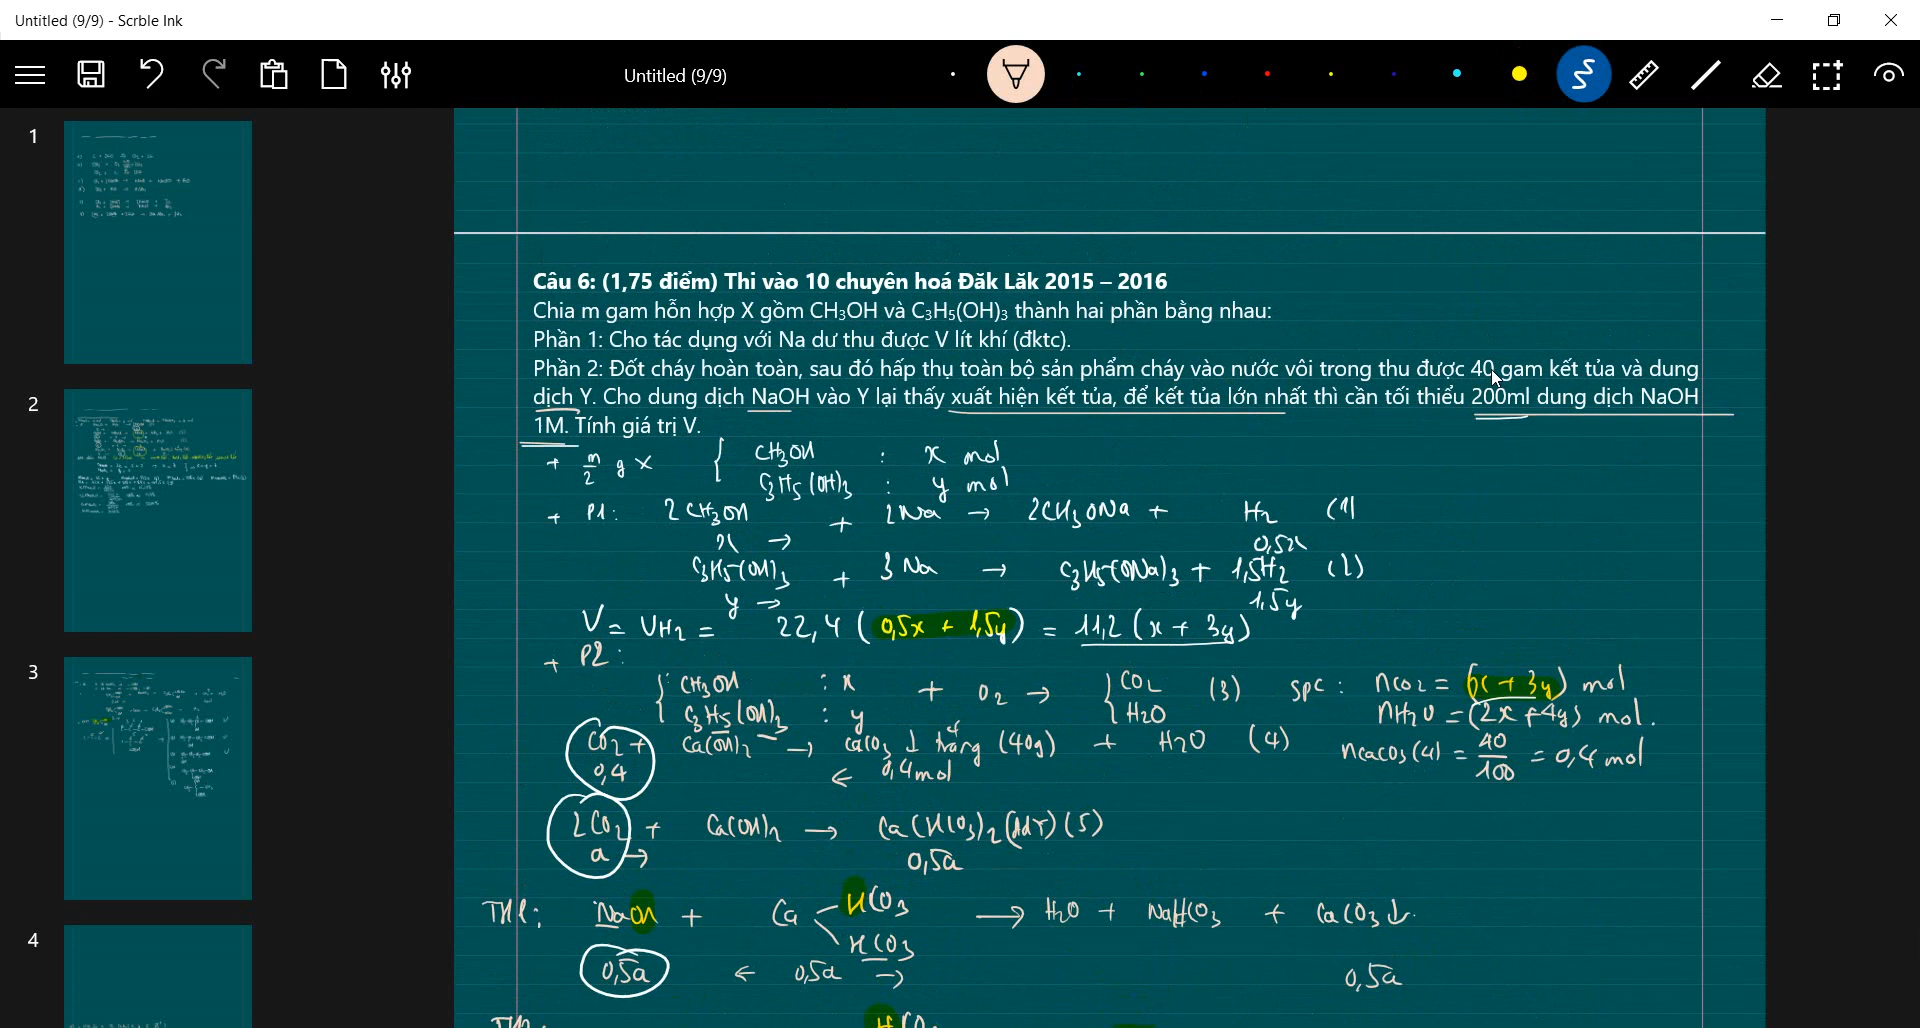 Untitled (9/9) - Scrble Ink
Untitled (9/9)
1
2
3
4
Câu 6: (1,75 điểm) Thi vào 10 chuyên hoá Đăk Lăk 2015 – 2016
Chia m gam hỗn hợp X gồm CH₃OH và C₃H₅(OH)₃ thành hai phần bằng nhau:
Phần 1: Cho tác dụng với Na dư thu được V lít khí (đktc).
Phần 2: Đốt cháy hoàn toàn, sau đó hấp thụ toàn bộ sản phẩm cháy vào nước vôi trong thu được 40 gam kết tủa và dung
dịch Y. Cho dung dịch NaOH vào Y lại thấy xuất hiện kết tủa, để kết tủa lớn nhất thì cần tối thiểu 200ml dung dịch NaOH
1M. Tính giá trị V.
+ m/2 g X { CH₃OH : x mol
C₃H₅(OH)₃ : y mol
+ P1: 2CH₃OH + 2Na → 2CH₃ONa + H₂ (1)
x → 0,5x
C₃H₅(OH)₃ + 3Na → C₃H₅(ONa)₃ + 1,5H₂ (2)
y → 1,5y
V = VH₂ = 22,4 (0,5x + 1,5y) = 11,2 (x + 3y)
+ P2:
{ CH₃OH : x + O₂ → { CO₂ (3) spc : nCO₂ = (x + 3y) mol
C₃H₅(OH)₃ : y H₂O nH₂O = (2x + 4y) mol.
CO₂ + Ca(OH)₂ → CaCO₃ ↓ trắng (40g) + H₂O (4) nCaCO₃(4) = 40/100 = 0,4 mol
0,4 ← 0,4mol
2CO₂ + Ca(OH)₂ → Ca(HCO₃)₂ (ddY) (5)
a → 0,5a
TH1: NaOH + Ca HCO₃ → H₂O + NaHCO₃ + CaCO₃↓
HCO₃
0,5a ← 0,5a → 0,5a